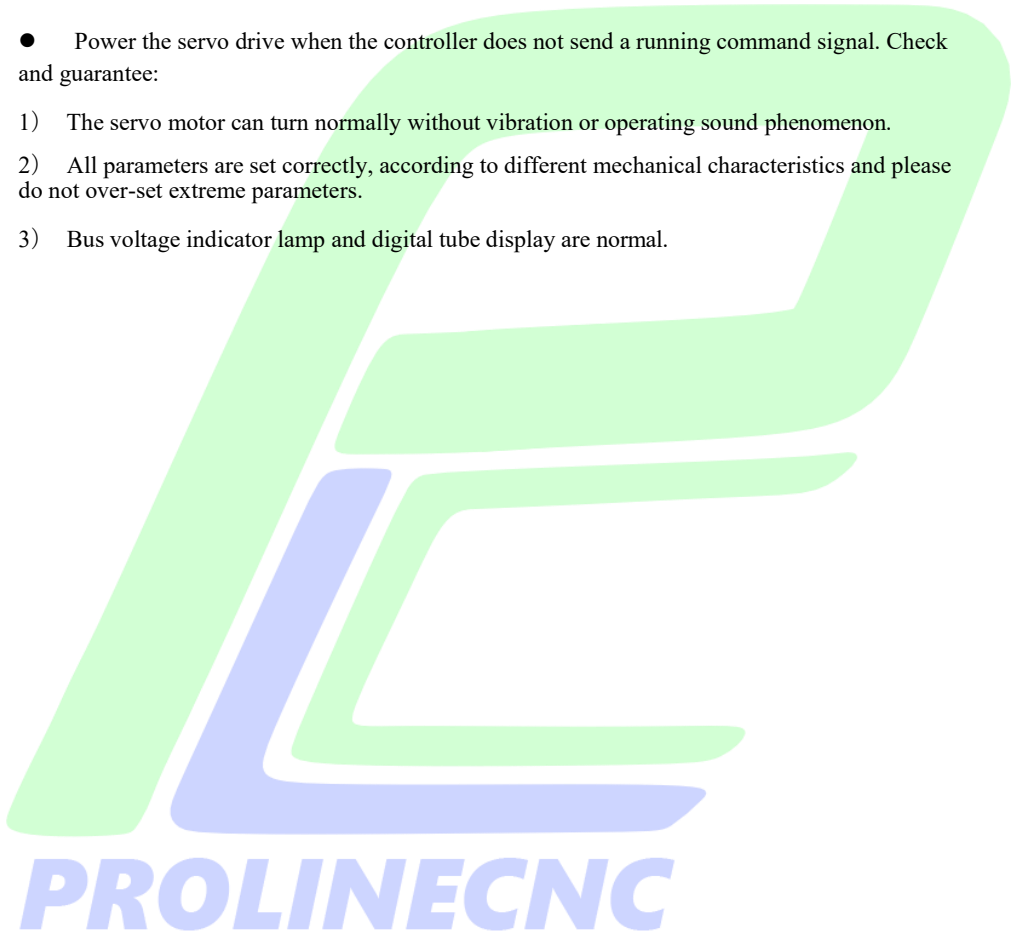 ● Power the servo drive when the controller does not send a running command signal. Check
and guarantee:
1） The servo motor can turn normally without vibration or operating sound phenomenon.
2） All parameters are set correctly, according to different mechanical characteristics and please
do not over-set extreme parameters.
3） Bus voltage indicator lamp and digital tube display are normal.
PROLINECNC